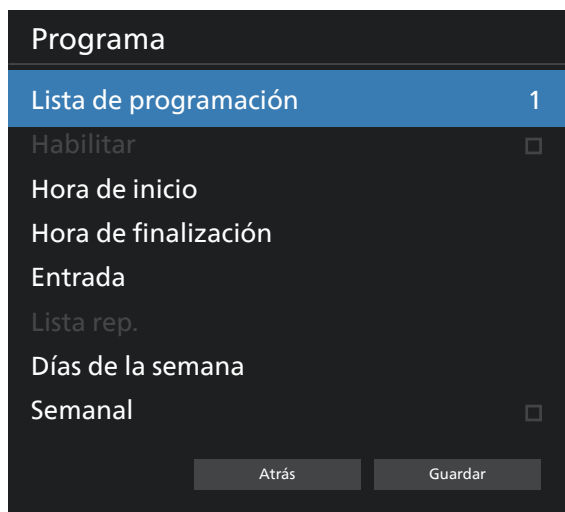 Programa
Lista de programación 1
Habilitar
Hora de inicio
Hora de finalización
Entrada
Lista rep.
Días de la semana
Semanal
Atrás Guardar